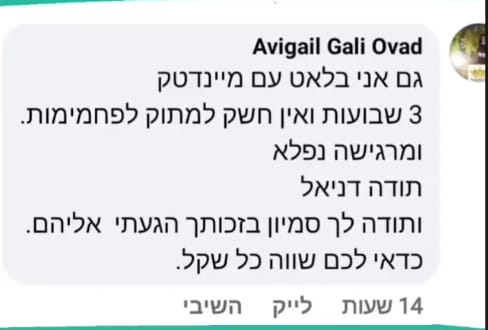 Avigail Gali Ovad
גם אני בלאט עם מיינדטק
3 שבועות ואין חשק למתוק לפחמימות.
ומרגישה נפלא
תודה דניאל
ותודה לך סמיון בזכותך הגעתי  אליהם.
כדאי לכם שווה כל שקל.
14 שעות לייק השיבי